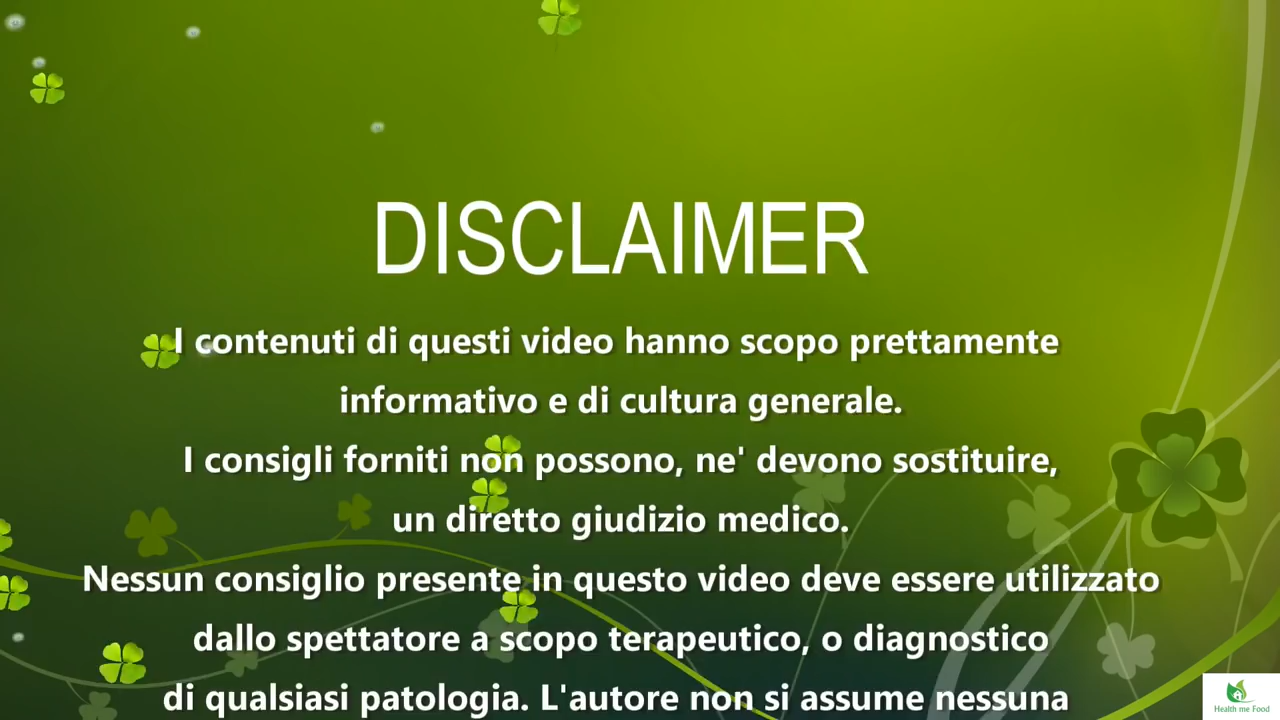 DISCLAIMER
I contenuti di questi video hanno scopo prettamente
informativo e di cultura generale.
I consigli forniti non possono, ne' devono sostituire,
un diretto giudizio medico.
Nessun consiglio presente in questo video deve essere utilizzato
dallo spettatore a scopo terapeutico, o diagnostico
di qualsiasi patologia. L'autore non si assume nessuna
Health me Food